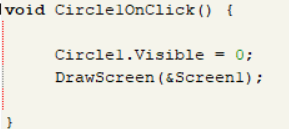 void Circle1OnClick() {
Circle1.Visible = 0;
DrawScreen(&Screen1);
}